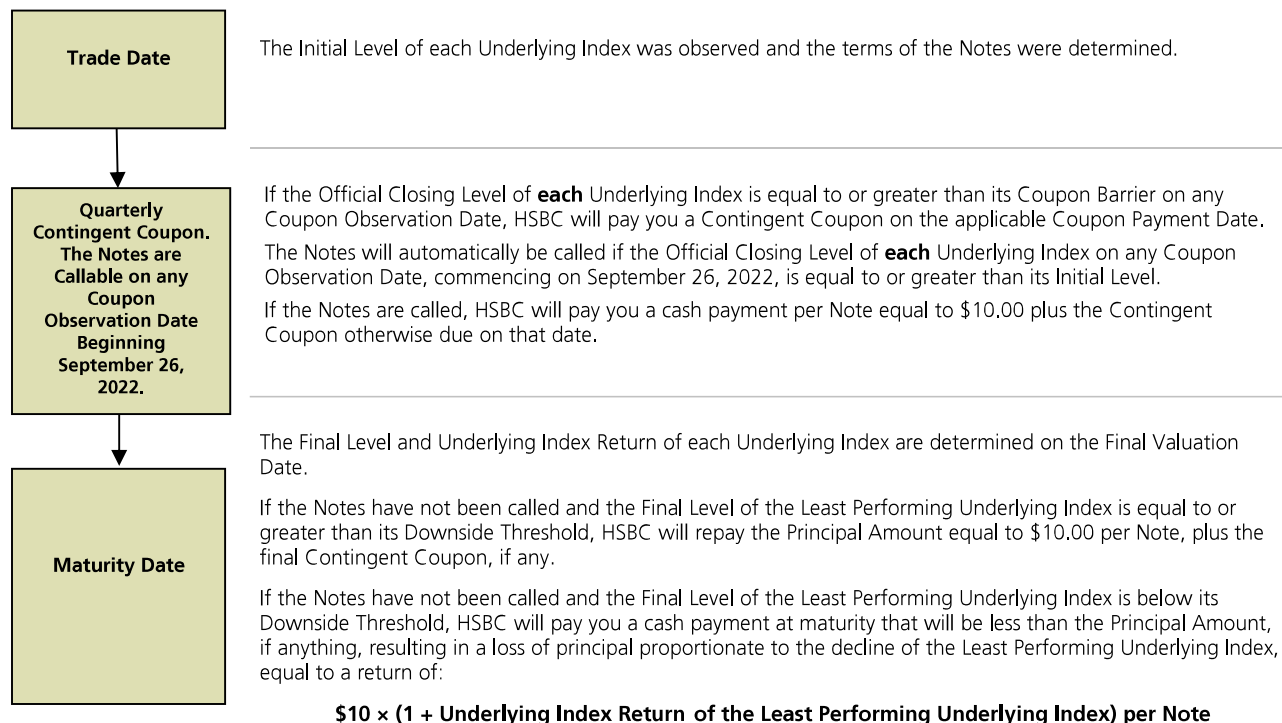 Trade Date
The Initial Level of each Underlying Index was observed and the terms of the Notes were determined.
Quarterly
Contingent Coupon.
The Notes are
Callable on any
Coupon
Observation Date
Beginning
September 26,
2022.
If the Official Closing Level of each Underlying Index is equal to or greater than its Coupon Barrier on any
Coupon Observation Date, HSBC will pay you a Contingent Coupon on the applicable Coupon Payment Date.
The Notes will automatically be called if the Official Closing Level of each Underlying Index on any Coupon
Observation Date, commencing on September 26, 2022, is equal to or greater than its Initial Level.
If the Notes are called, HSBC will pay you a cash payment per Note equal to $10.00 plus the Contingent
Coupon otherwise due on that date.
Maturity Date
The Final Level and Underlying Index Return of each Underlying Index are determined on the Final Valuation
Date.
If the Notes have not been called and the Final Level of the Least Performing Underlying Index is equal to or
greater than its Downside Threshold, HSBC will repay the Principal Amount equal to $10.00 per Note, plus the
final Contingent Coupon, if any.
If the Notes have not been called and the Final Level of the Least Performing Underlying Index is below its
Downside Threshold, HSBC will pay you a cash payment at maturity that will be less than the Principal Amount,
if anything, resulting in a loss of principal proportionate to the decline of the Least Performing Underlying Index,
equal to a return of:
$10 × (1 + Underlying Index Return of the Least Performing Underlying Index) per Note